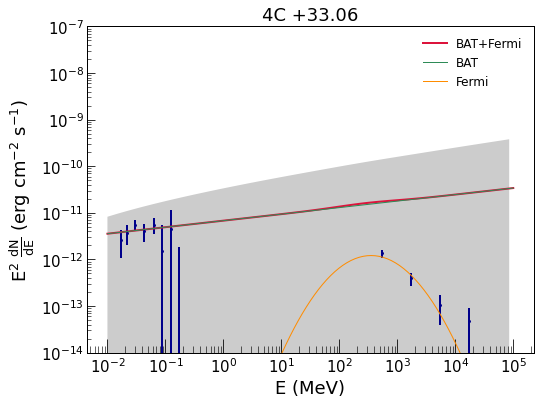 4C +33.06
E² dN/dE (erg cm⁻² s⁻¹)
10⁻⁷
10⁻⁸
10⁻⁹
10⁻¹⁰
10⁻¹¹
10⁻¹²
10⁻¹³
10⁻¹⁴
BAT+Fermi
BAT
Fermi
10⁻² 10⁻¹ 10⁰ 10¹ 10² 10³ 10⁴ 10⁵
E (MeV)